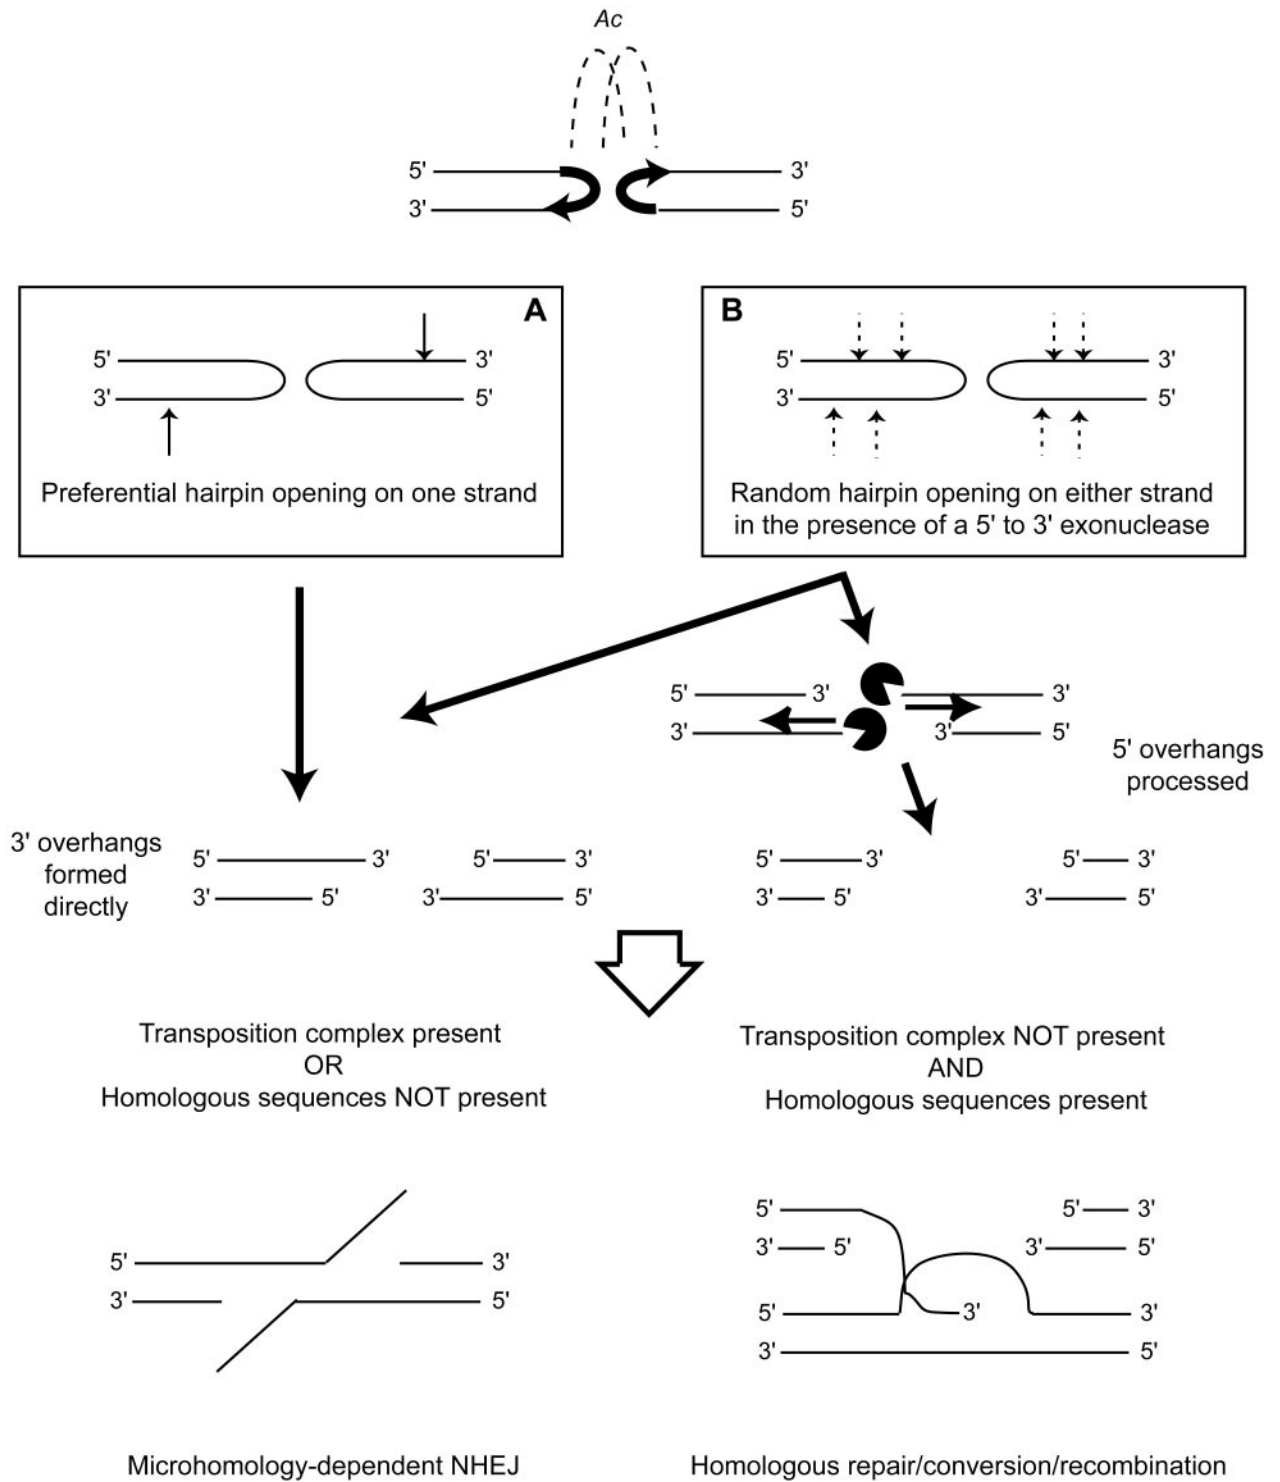 Ac
5' 3'
3' 5'
A
5' 3'
3' 5'
Preferential hairpin opening on one strand
B
5' 3'
3' 5'
Random hairpin opening on either strand
in the presence of a 5' to 3' exonuclease
5' 3' 3'
3' 3' 5'
5' overhangs
processed
3' overhangs
formed
directly
5' 3' 5' 3'
3' 5' 3' 5'
5' 3' 5' 3'
3' 5' 3' 5'
Transposition complex present
OR
Homologous sequences NOT present
Transposition complex NOT present
AND
Homologous sequences present
5' 3'
3' 5'
5' 5' 3'
3' 5' 3' 5'
5' 3' 3'
3' 5'
Microhomology-dependent NHEJ
Homologous repair/conversion/recombination